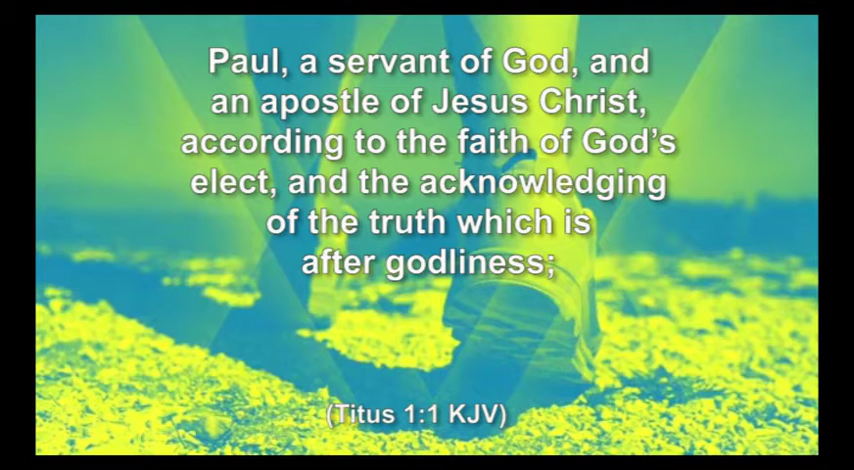 Paul, a servant of God, and
an apostle of Jesus Christ,
according to the faith of God’s
elect, and the acknowledging
of the truth which is
after godliness;
(Titus 1:1 KJV)